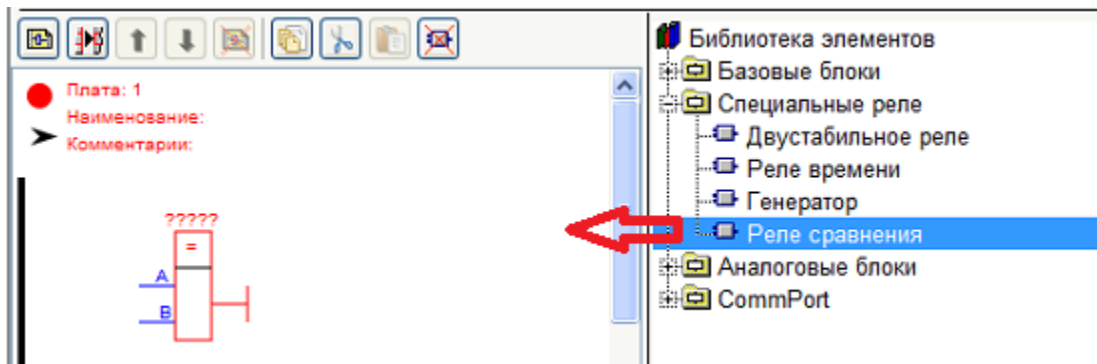 Плата: 1
Наименование:
Комментарии:
?????
=
A
B
Библиотека элементов
Базовые блоки
Специальные реле
Двустабильное реле
Реле времени
Генератор
Реле сравнения
Аналоговые блоки
CommPort